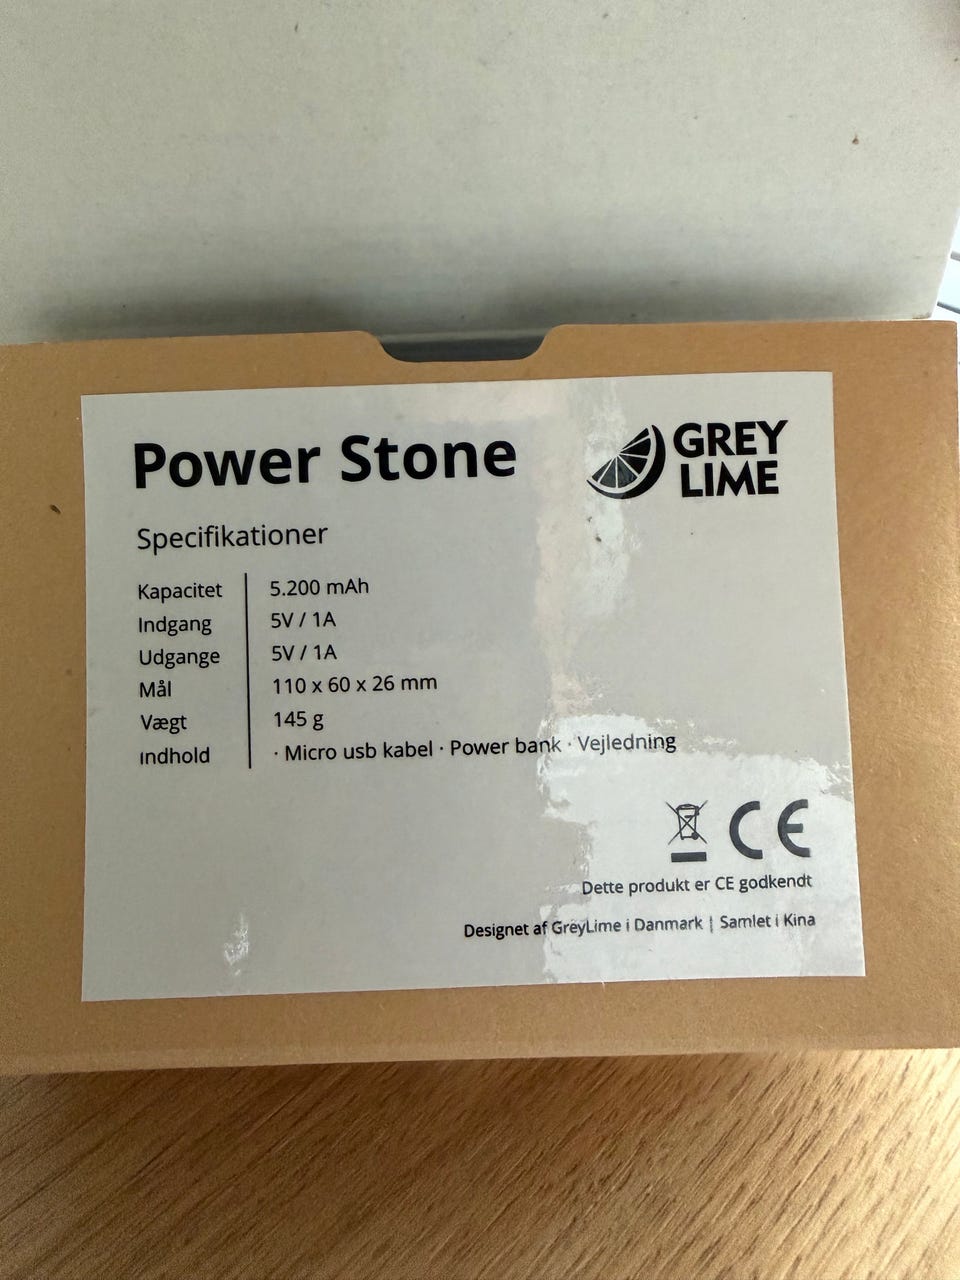 Power Stone
GREY
LIME
Specifikationer
Kapacitet 5.200 mAh
Indgang 5V / 1A
Udgange 5V / 1A
Mål 110 x 60 x 26 mm
Vægt 145 g
Indhold · Micro usb kabel · Power bank · Vejledning
CE
Dette produkt er CE godkendt
Designet af GreyLime i Danmark | Samlet i Kina